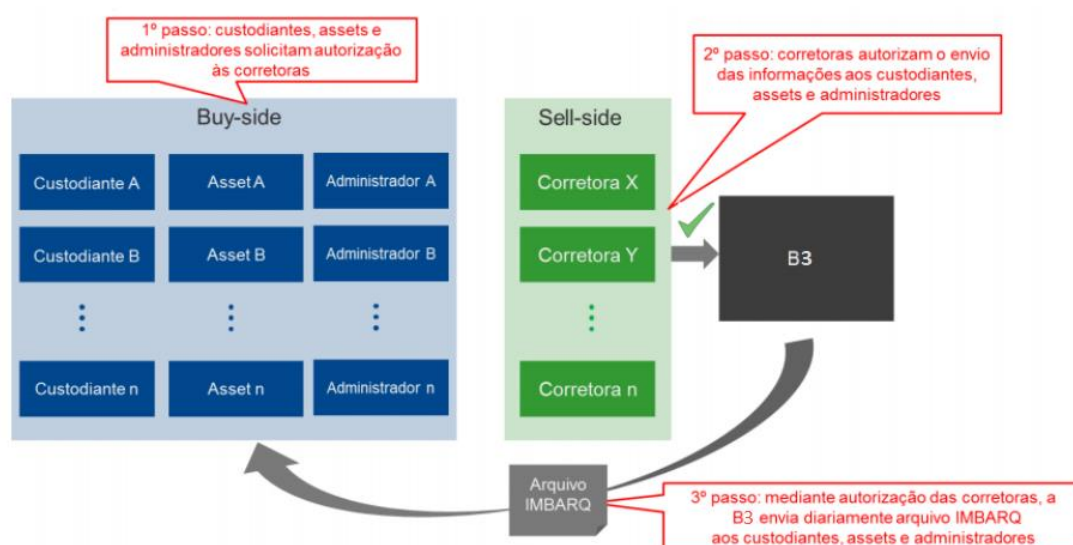 1º passo: custodiantes, assets e
administradores solicitam autorização
às corretoras
2º passo: corretoras autorizam o envio
das informações aos custodiantes,
assets e administradores
Buy-side
Sell-side
Custodiante A
Asset A
Administrador A
Corretora X
Custodiante B
Asset B
Administrador B
Corretora Y
B3
Custodiante n
Asset n
Administrador n
Corretora n
Arquivo
IMBARQ
3º passo: mediante autorização das corretoras, a
B3 envia diariamente arquivo IMBARQ
aos custodiantes, assets e administradores